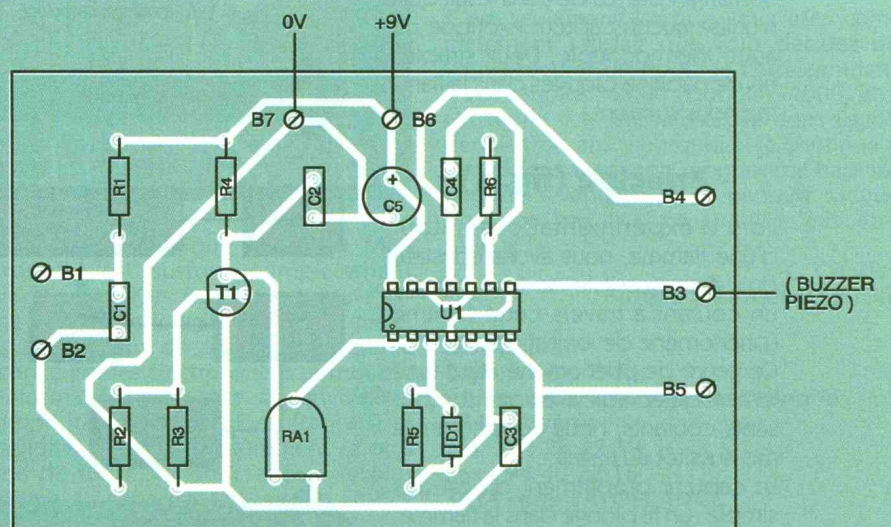 0V +9V
B7 B6
R1 R4 C2 + C5 C4 R6 B4
B1 T1 B3 ( BUZZER
PIEZO )
C1 U1
B2
B5
R2 R3 RA1 R5 D1 C3